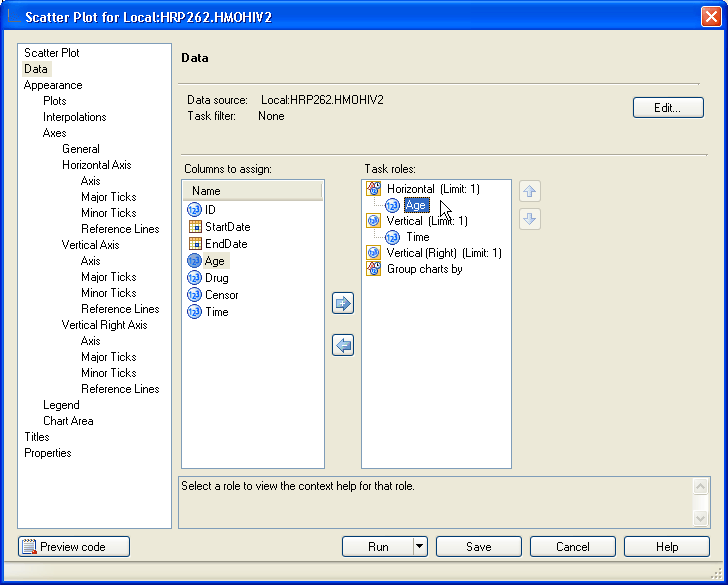 Scatter Plot for Local:HRP262.HMOHIV2
Scatter Plot
Data
Appearance
Plots
Interpolations
Axes
General
Horizontal Axis
Axis
Major Ticks
Minor Ticks
Reference Lines
Vertical Axis
Axis
Major Ticks
Minor Ticks
Reference Lines
Vertical Right Axis
Axis
Major Ticks
Minor Ticks
Reference Lines
Legend
Chart Area
Titles
Properties
Data
Data source: Local:HRP262.HMOHIV2
Task filter: None
Edit...
Columns to assign:
Name
ID
StartDate
EndDate
Age
Drug
Censor
Time
Task roles:
Horizontal (Limit: 1)
Age
Vertical (Limit: 1)
Time
Vertical (Right) (Limit: 1)
Group charts by
Select a role to view the context help for that role.
Preview code
Run
Save
Cancel
Help